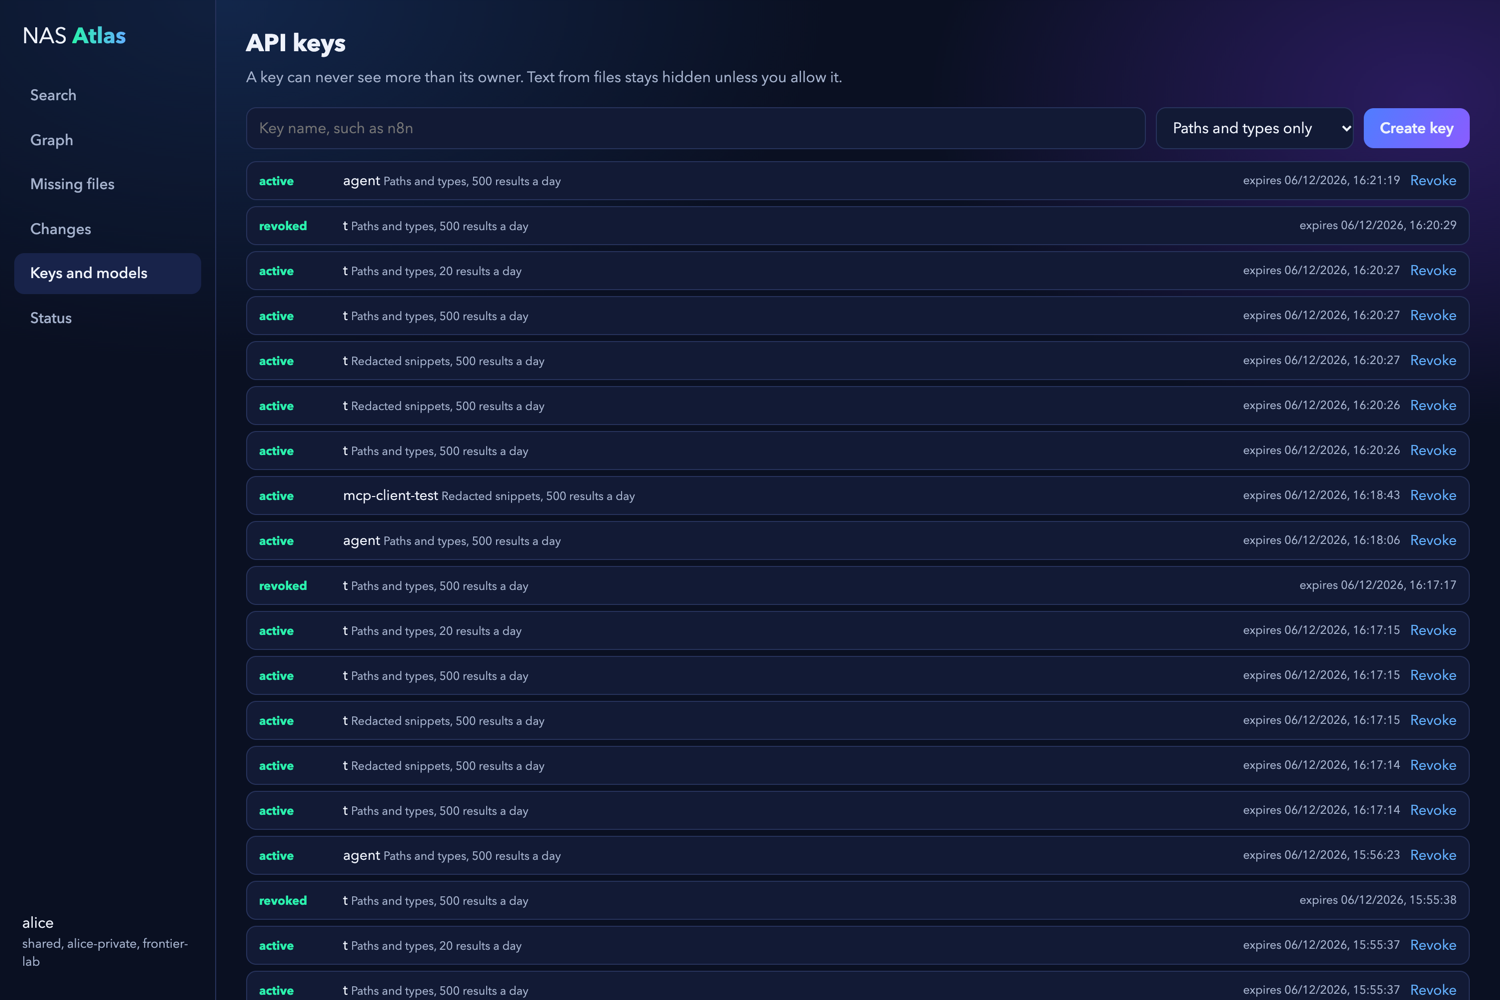 NAS Atlas
Search
Graph
Missing files
Changes
Keys and models
Status
alice
shared, alice-private, frontier-
lab
API keys
A key can never see more than its owner. Text from files stays hidden unless you allow it.
Key name, such as n8n
Paths and types only
Create key
active agent Paths and types, 500 results a day expires 06/12/2026, 16:21:19 Revoke
revoked t Paths and types, 500 results a day expires 06/12/2026, 16:20:29
active t Paths and types, 20 results a day expires 06/12/2026, 16:20:27 Revoke
active t Paths and types, 500 results a day expires 06/12/2026, 16:20:27 Revoke
active t Redacted snippets, 500 results a day expires 06/12/2026, 16:20:27 Revoke
active t Redacted snippets, 500 results a day expires 06/12/2026, 16:20:26 Revoke
active t Paths and types, 500 results a day expires 06/12/2026, 16:20:26 Revoke
active mcp-client-test Redacted snippets, 500 results a day expires 06/12/2026, 16:18:43 Revoke
active agent Paths and types, 500 results a day expires 06/12/2026, 16:18:06 Revoke
revoked t Paths and types, 500 results a day expires 06/12/2026, 16:17:17
active t Paths and types, 20 results a day expires 06/12/2026, 16:17:15 Revoke
active t Paths and types, 500 results a day expires 06/12/2026, 16:17:15 Revoke
active t Redacted snippets, 500 results a day expires 06/12/2026, 16:17:15 Revoke
active t Redacted snippets, 500 results a day expires 06/12/2026, 16:17:14 Revoke
active t Paths and types, 500 results a day expires 06/12/2026, 16:17:14 Revoke
active agent Paths and types, 500 results a day expires 06/12/2026, 15:56:23 Revoke
revoked t Paths and types, 500 results a day expires 06/12/2026, 15:55:38
active t Paths and types, 20 results a day expires 06/12/2026, 15:55:37 Revoke
active t Paths and types, 500 results a day expires 06/12/2026, 15:55:37 Revoke